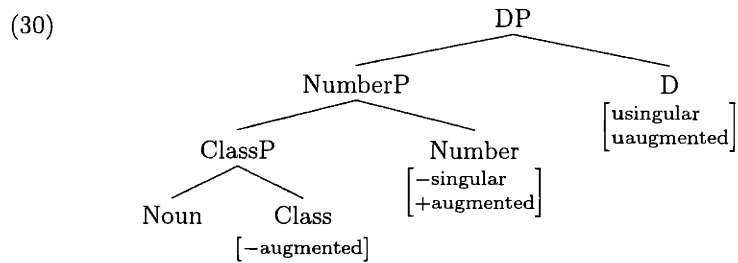 (30)
DP
NumberP D
[usingular
uaugmented]
ClassP Number
[−singular
+augmented]
Noun Class
[−augmented]